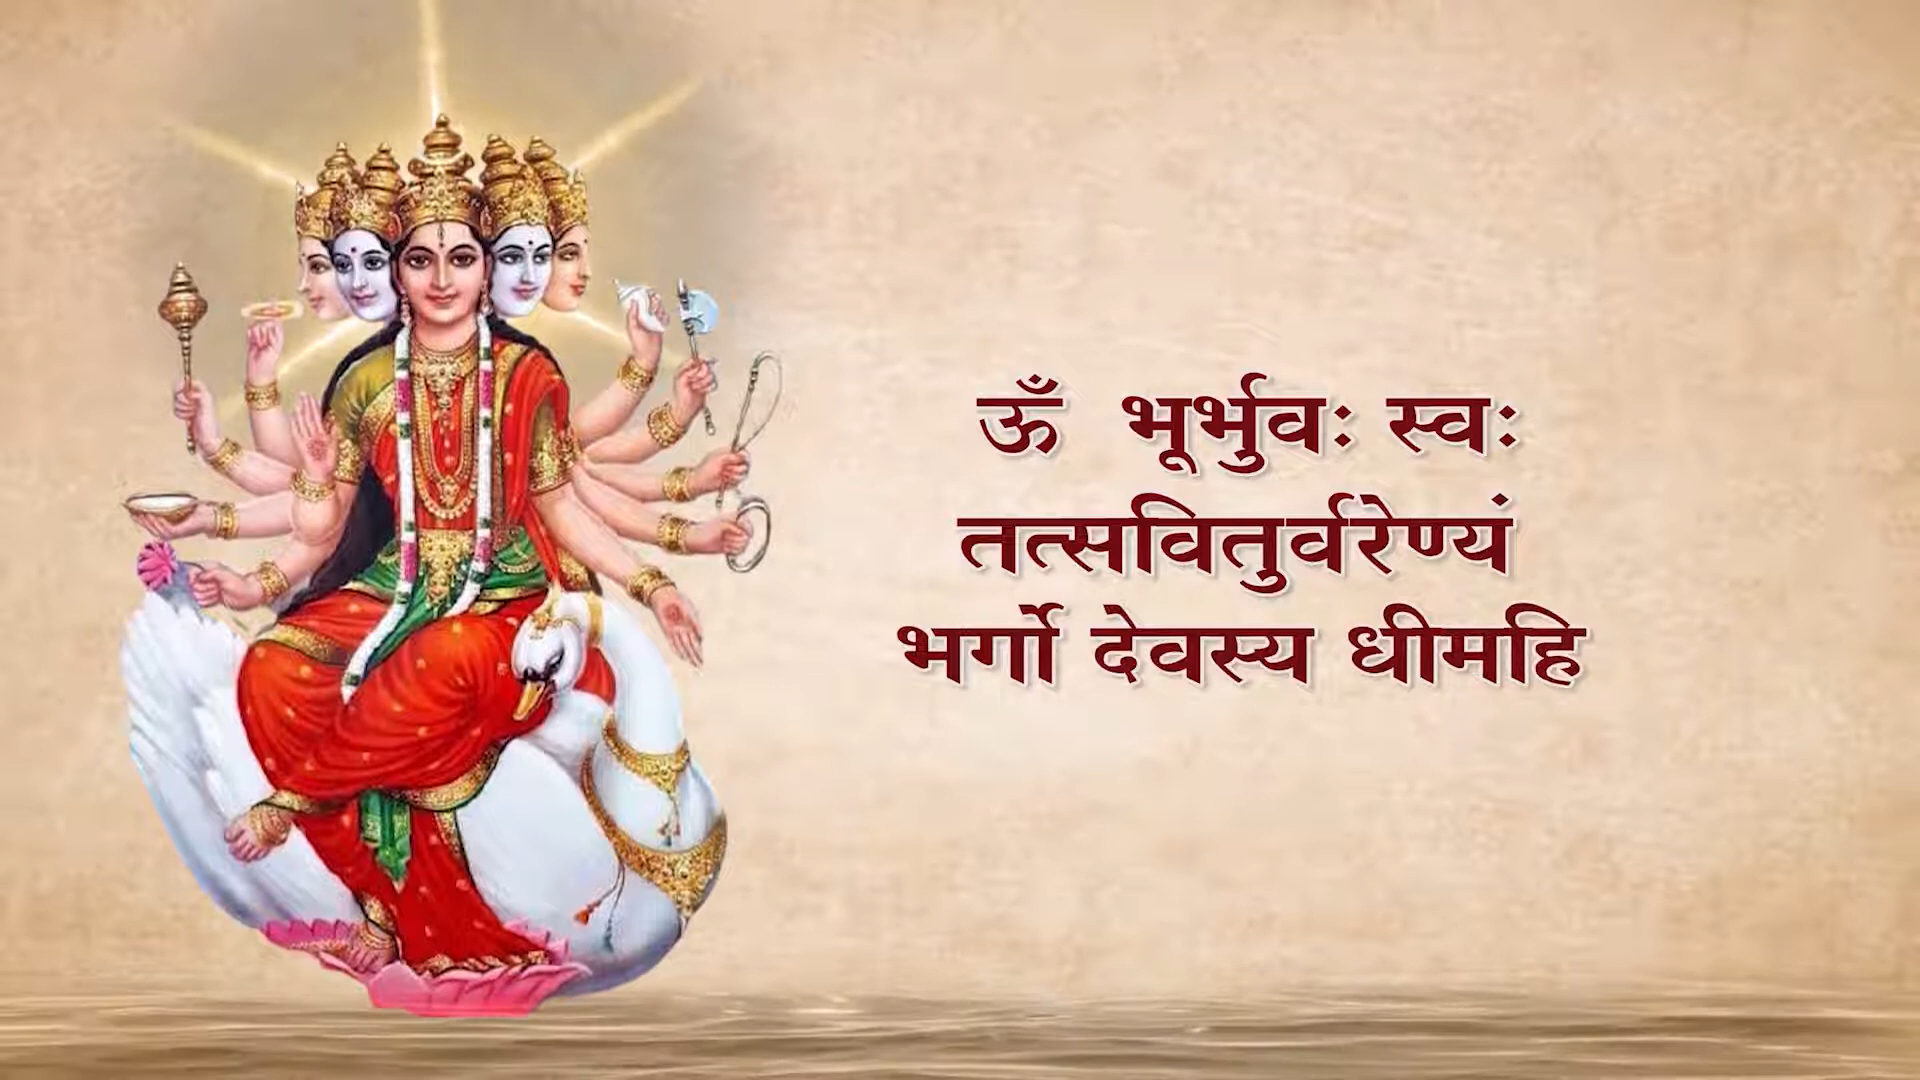 ऊँ भूर्भुवः स्वः
तत्सवितुर्वरेण्यं
भर्गो देवस्य धीमहि